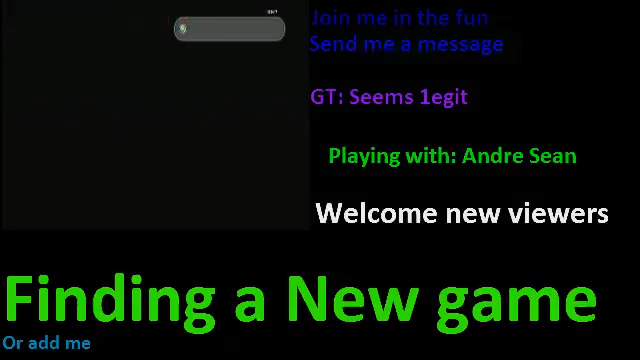 Join me in the fun
Send me a message
GT: Seems 1egit
Playing with: Andre Sean
Welcome new viewers
Finding a New game
Or add me